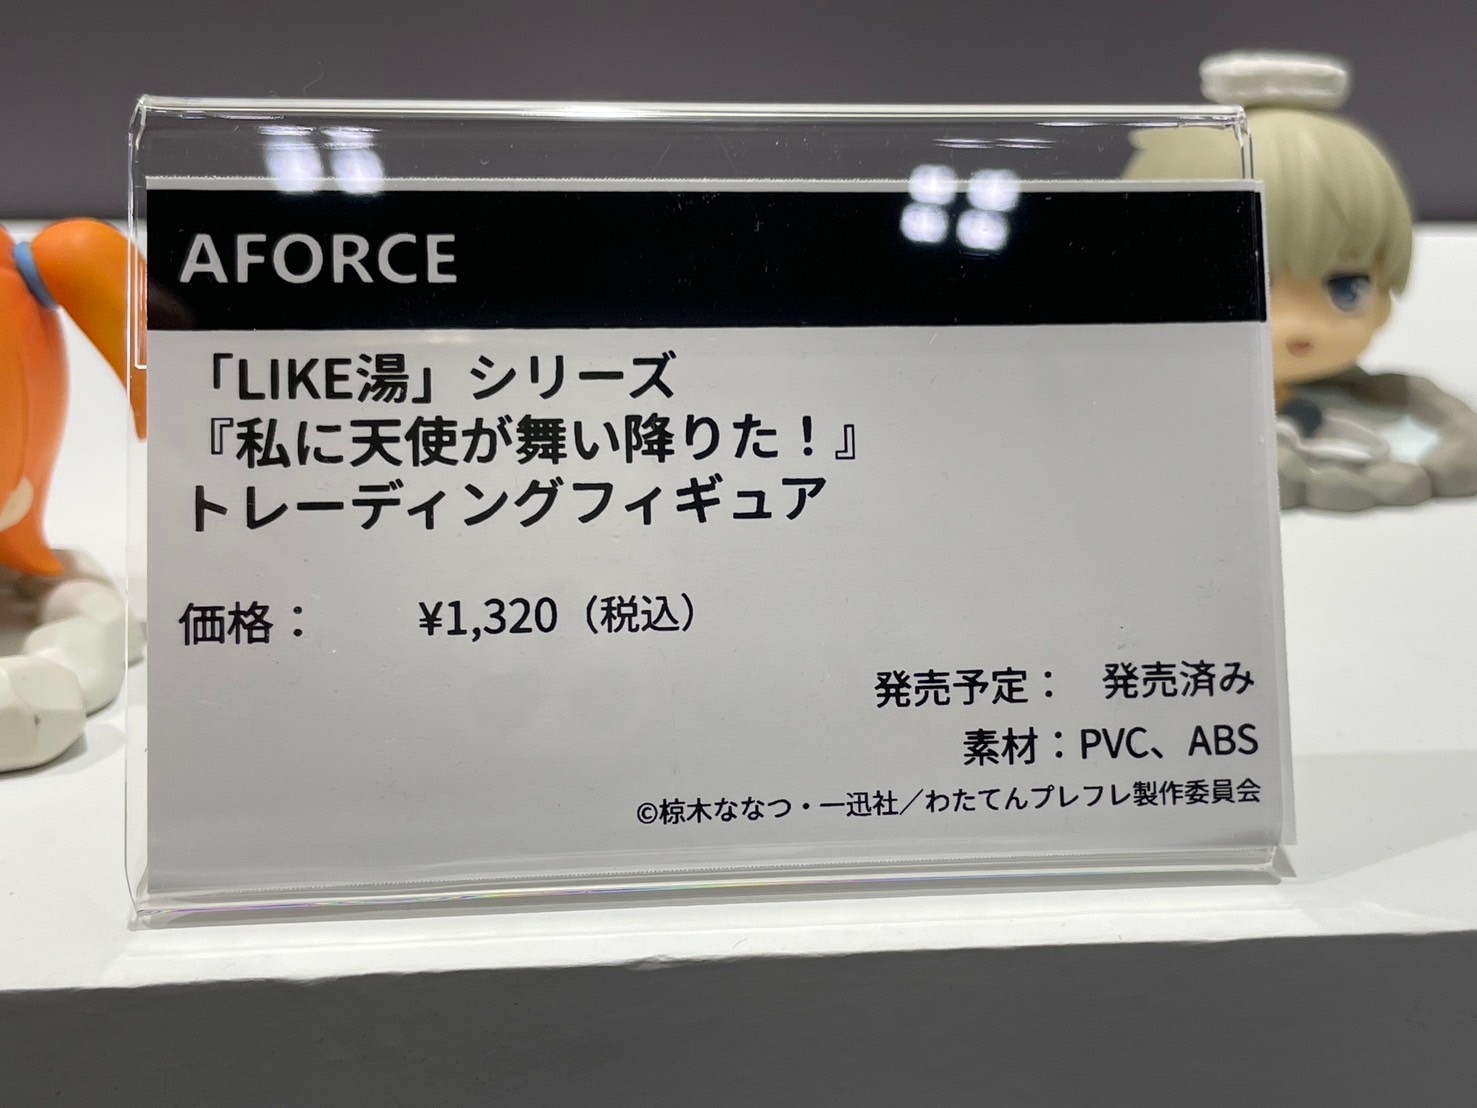 AFORCE
「LIKE湯」シリーズ
『私に天使が舞い降りた！』
トレーディングフィギュア
価格： ¥1,320（税込）
発売予定： 発売済み
素材：PVC、ABS
©椋木ななつ・一迅社／わたてんプレフレ製作委員会